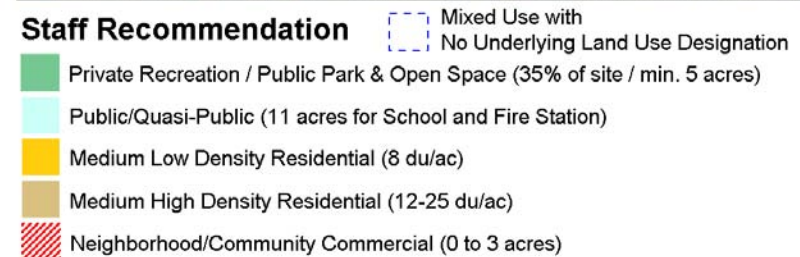 Staff Recommendation
Mixed Use with
No Underlying Land Use Designation
Private Recreation / Public Park & Open Space (35% of site / min. 5 acres)
Public/Quasi-Public (11 acres for School and Fire Station)
Medium Low Density Residential (8 du/ac)
Medium High Density Residential (12-25 du/ac)
Neighborhood/Community Commercial (0 to 3 acres)